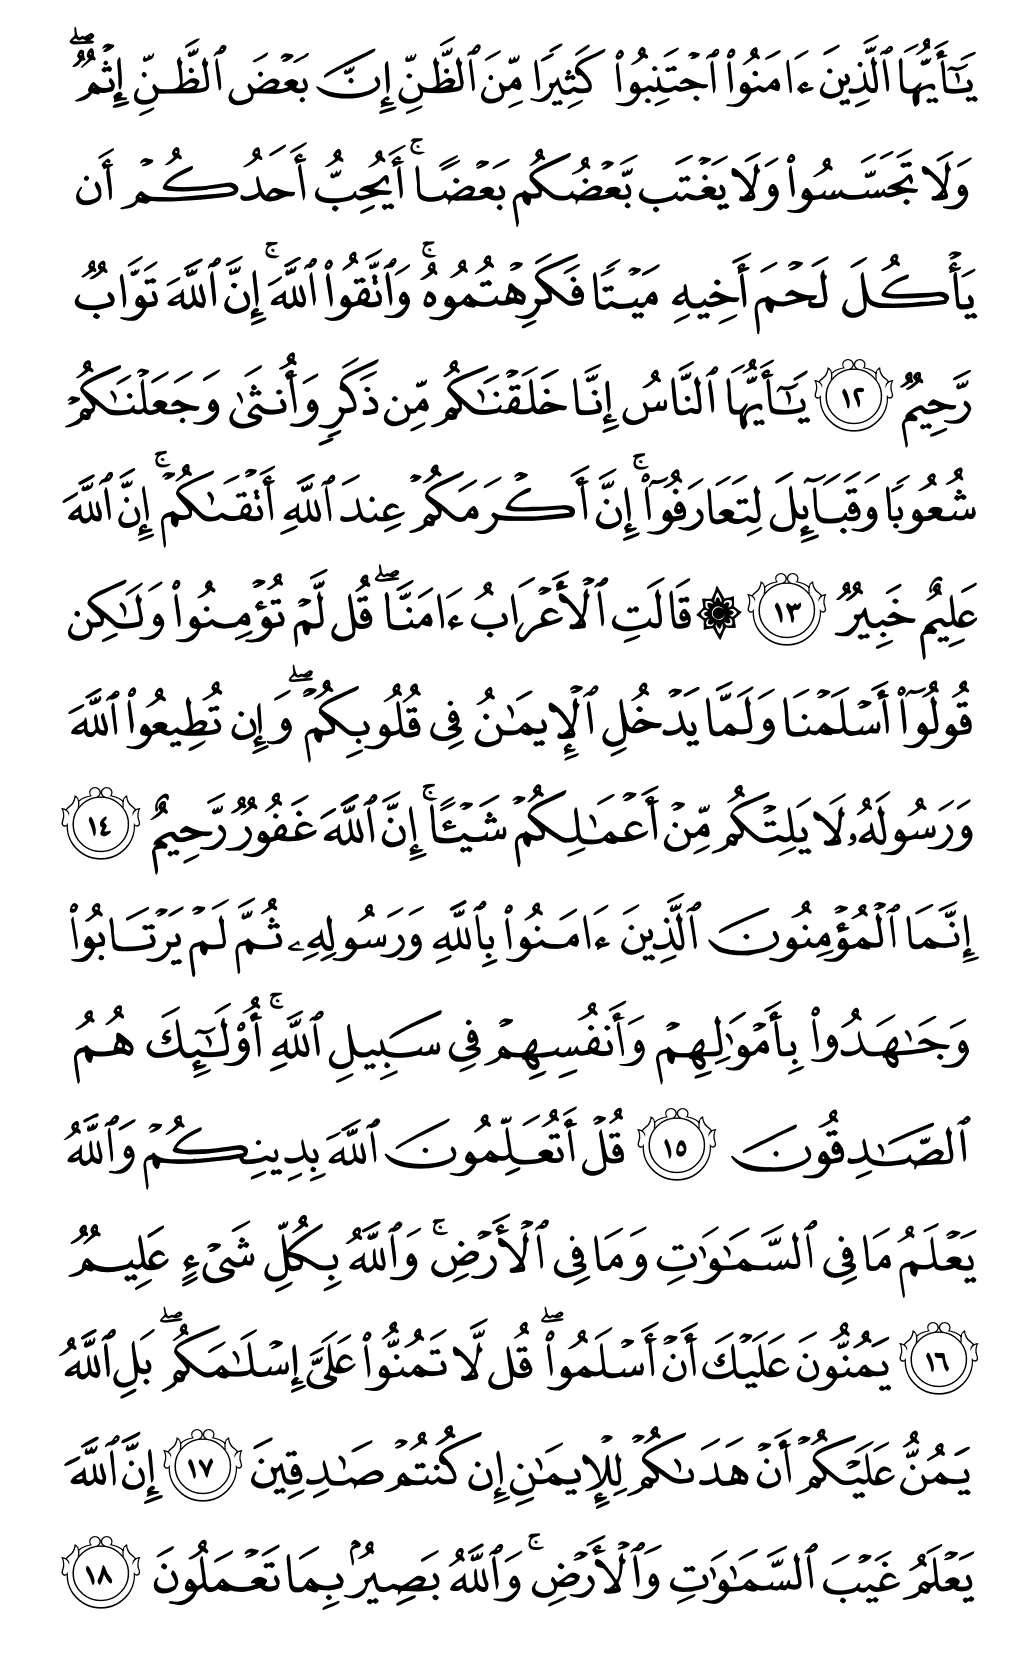 يَـٰٓأَيُّهَا ٱلَّذِينَ ءَامَنُوا۟ ٱجْتَنِبُوا۟ كَثِيرًا مِّنَ ٱلظَّنِّ إِنَّ بَعْضَ ٱلظَّنِّ إِثْمٌ ۖ
وَلَا تَجَسَّسُوا۟ وَلَا يَغْتَب بَّعْضُكُم بَعْضًا ۚ أَيُحِبُّ أَحَدُكُمْ أَن
يَأْكُلَ لَحْمَ أَخِيهِ مَيْتًا فَكَرِهْتُمُوهُ ۚ وَٱتَّقُوا۟ ٱللَّهَ ۚ إِنَّ ٱللَّهَ تَوَّابٌ
رَّحِيمٌ ١٢ يَـٰٓأَيُّهَا ٱلنَّاسُ إِنَّا خَلَقْنَـٰكُم مِّن ذَكَرٍ وَأُنثَىٰ وَجَعَلْنَـٰكُمْ
شُعُوبًا وَقَبَآئِلَ لِتَعَارَفُوٓا۟ ۚ إِنَّ أَكْرَمَكُمْ عِندَ ٱللَّهِ أَتْقَىٰكُمْ ۚ إِنَّ ٱللَّهَ
عَلِيمٌ خَبِيرٌ ١٣ ۞ قَالَتِ ٱلْأَعْرَابُ ءَامَنَّا ۖ قُل لَّمْ تُؤْمِنُوا۟ وَلَـٰكِن
قُولُوٓا۟ أَسْلَمْنَا وَلَمَّا يَدْخُلِ ٱلْإِيمَـٰنُ فِى قُلُوبِكُمْ ۖ وَإِن تُطِيعُوا۟ ٱللَّهَ
وَرَسُولَهُۥ لَا يَلِتْكُم مِّنْ أَعْمَـٰلِكُمْ شَيْـًٔا ۚ إِنَّ ٱللَّهَ غَفُورٌ رَّحِيمٌ ١٤
إِنَّمَا ٱلْمُؤْمِنُونَ ٱلَّذِينَ ءَامَنُوا۟ بِٱللَّهِ وَرَسُولِهِۦ ثُمَّ لَمْ يَرْتَابُوا۟
وَجَـٰهَدُوا۟ بِأَمْوَٰلِهِمْ وَأَنفُسِهِمْ فِى سَبِيلِ ٱللَّهِ ۚ أُو۟لَـٰٓئِكَ هُمُ
ٱلصَّـٰدِقُونَ ١٥ قُلْ أَتُعَلِّمُونَ ٱللَّهَ بِدِينِكُمْ وَٱللَّهُ
يَعْلَمُ مَا فِى ٱلسَّمَـٰوَٰتِ وَمَا فِى ٱلْأَرْضِ ۚ وَٱللَّهُ بِكُلِّ شَىْءٍ عَلِيمٌ
١٦ يَمُنُّونَ عَلَيْكَ أَنْ أَسْلَمُوا۟ ۖ قُل لَّا تَمُنُّوا۟ عَلَىَّ إِسْلَـٰمَكُم ۖ بَلِ ٱللَّهُ
يَمُنُّ عَلَيْكُمْ أَنْ هَدَىٰكُمْ لِلْإِيمَـٰنِ إِن كُنتُمْ صَـٰدِقِينَ ١٧ إِنَّ ٱللَّهَ
يَعْلَمُ غَيْبَ ٱلسَّمَـٰوَٰتِ وَٱلْأَرْضِ ۚ وَٱللَّهُ بَصِيرٌۢ بِمَا تَعْمَلُونَ ١٨